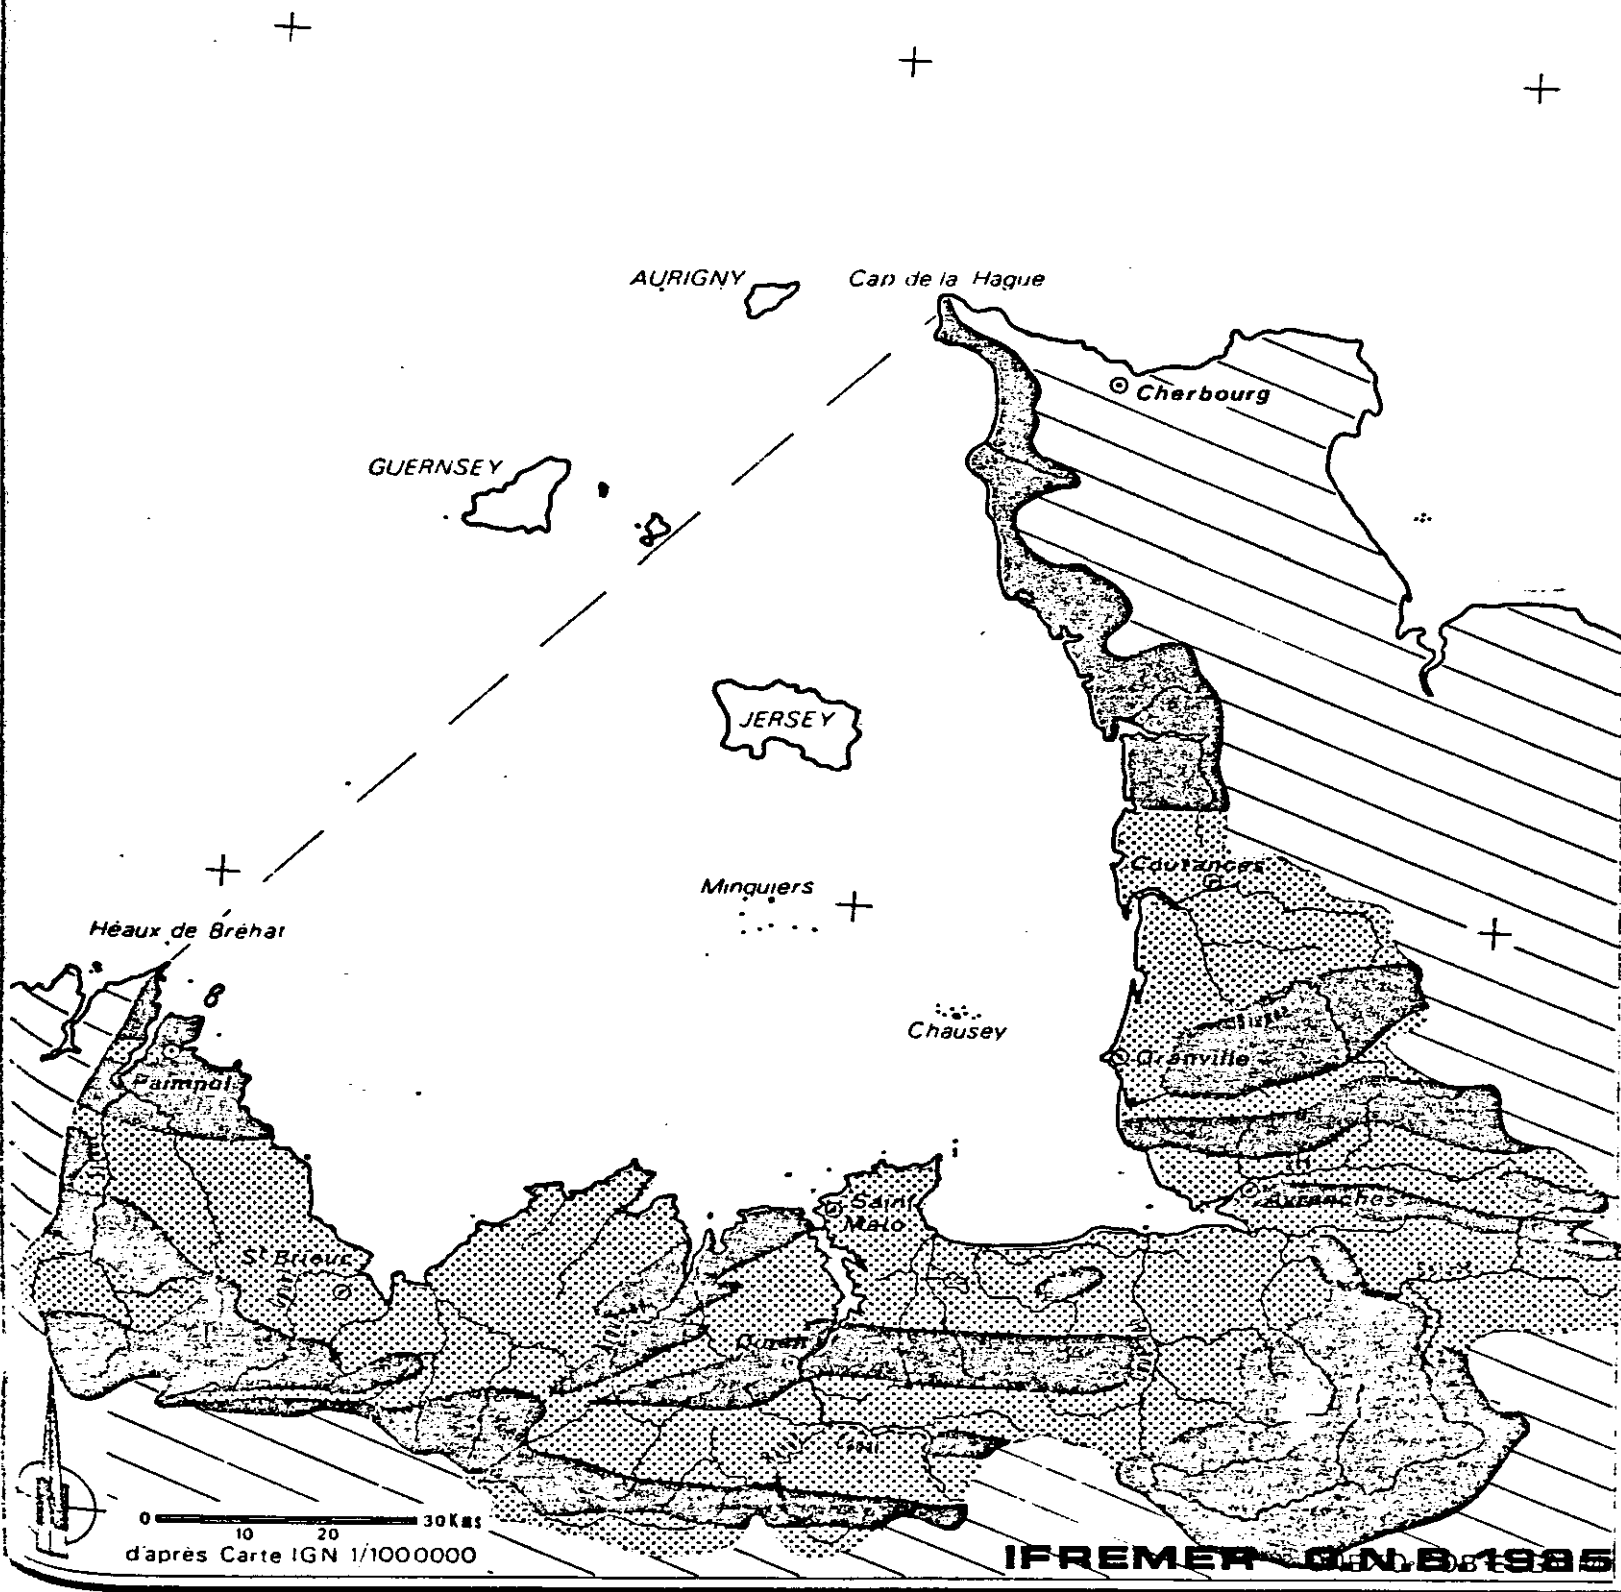 AURIGNY
Cap de la Hague
Cherbourg
GUERNSEY
JERSEY
Coutances
Minquiers
Héaux de Bréhat
Chausey
Granville
Paimpol
Saint
Malo
Avranches
St Brieuc
Dinan
0 10 20 30 Kms
d'après Carte IGN 1/1000000
IFREMER G.N.B 1985